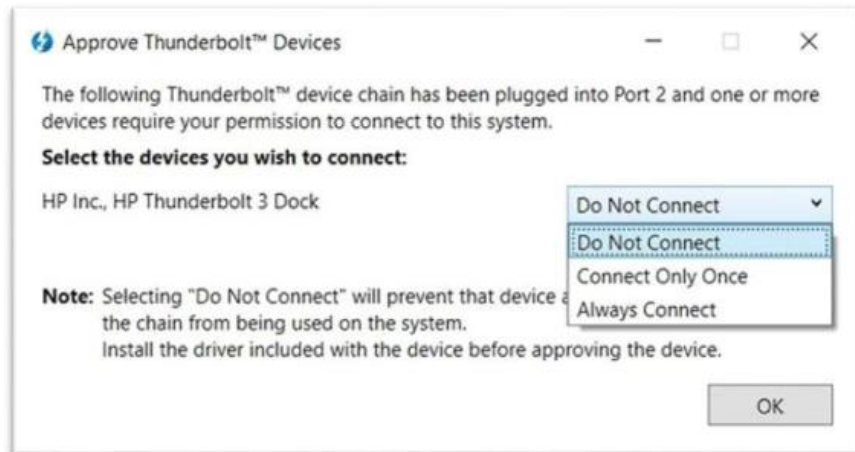 Approve Thunderbolt™ Devices
The following Thunderbolt™ device chain has been plugged into Port 2 and one or more
devices require your permission to connect to this system.
Select the devices you wish to connect:
HP Inc., HP Thunderbolt 3 Dock
Do Not Connect
Do Not Connect
Connect Only Once
Always Connect
Note: Selecting "Do Not Connect" will prevent that device
the chain from being used on the system.
Install the driver included with the device before approving the device.
OK